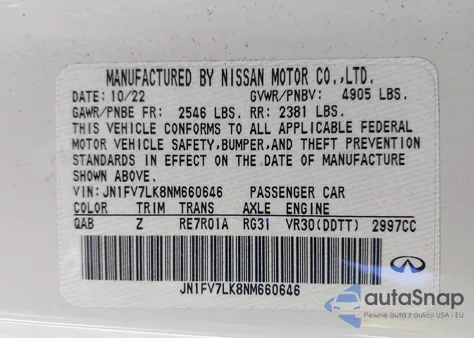 MANUFACTURED BY NISSAN MOTOR CO.,LTD.
DATE: 10/22 GVWR/PNBV: 4905 LBS.
GAWR/PNBE FR: 2546 LBS. RR: 2381 LBS.
THIS VEHICLE CONFORMS TO ALL APPLICABLE FEDERAL
MOTOR VEHICLE SAFETY,BUMPER,AND THEFT PREVENTION
STANDARDS IN EFFECT ON THE DATE OF MANUFACTURE
SHOWN ABOVE.
VIN: JN1FV7LK8NM660646 PASSENGER CAR
COLOR TRIM TRANS AXLE ENGINE
QAB Z RE7R01A RG31 VR30(DDTT) 2997CC
JN1FV7LK8NM660646
INFINITI
autoSnap
Pewne auta z aukcji USA i EU